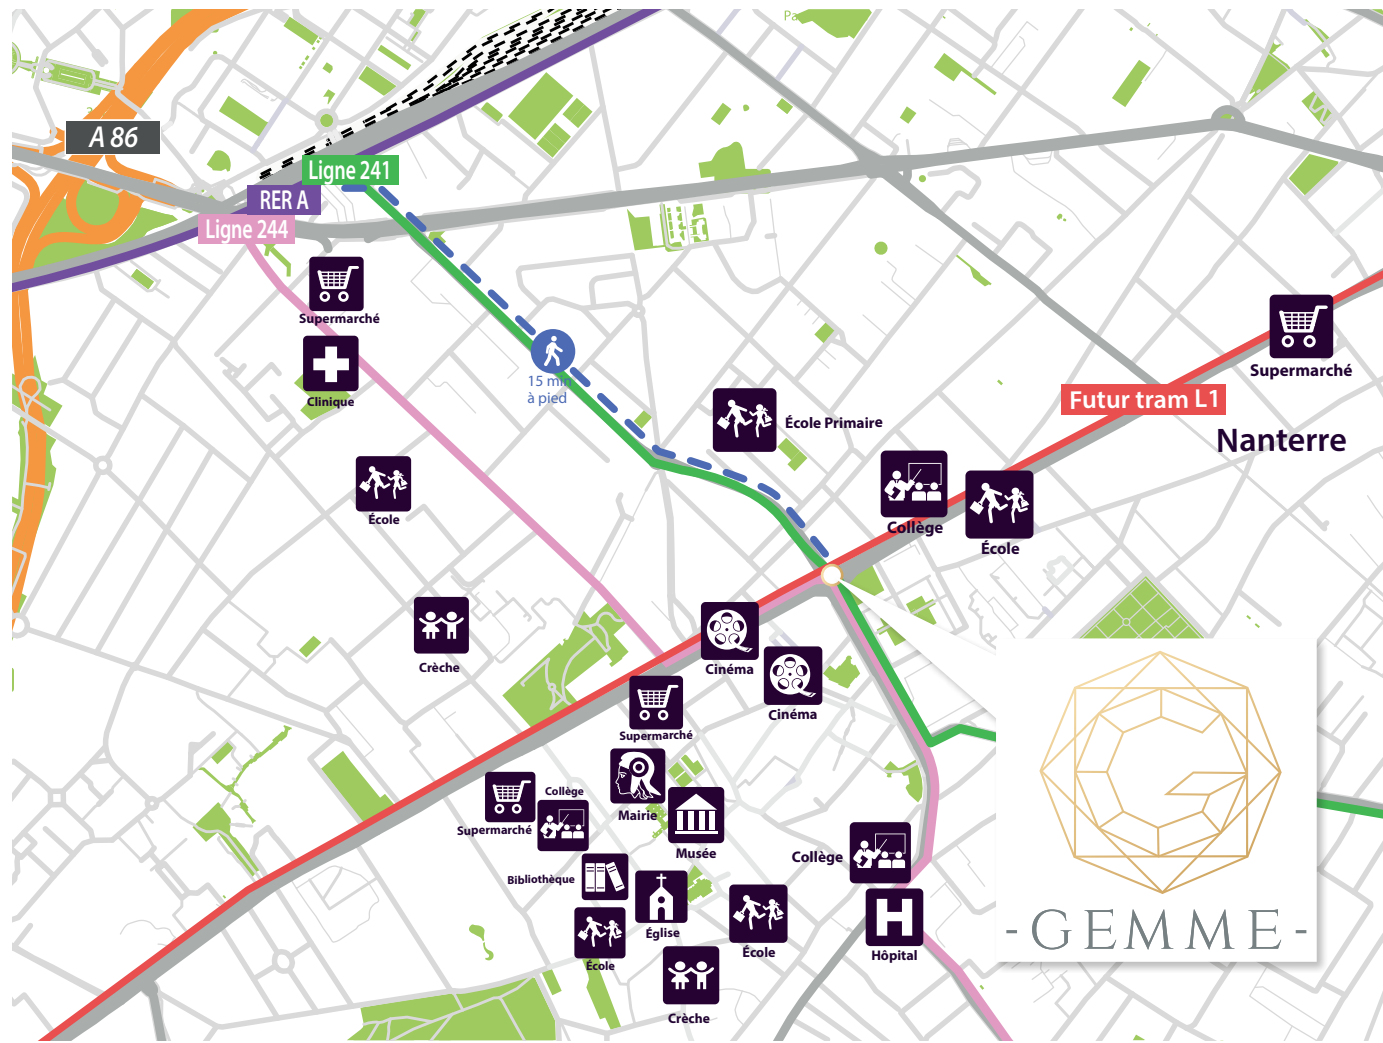 Pa
A 86
Ligne 241
RER A
Ligne 244
Supermarché
Clinique
15 min
à pied
École Primaire
Supermarché
Futur tram L1
Nanterre
École
Collège
École
Crèche
Cinéma
Cinéma
Supermarché
Collège
Supermarché
Mairie
Musée
Collège
Bibliothèque
Église
École
École
H
Hôpital
Crèche
- GEMME -